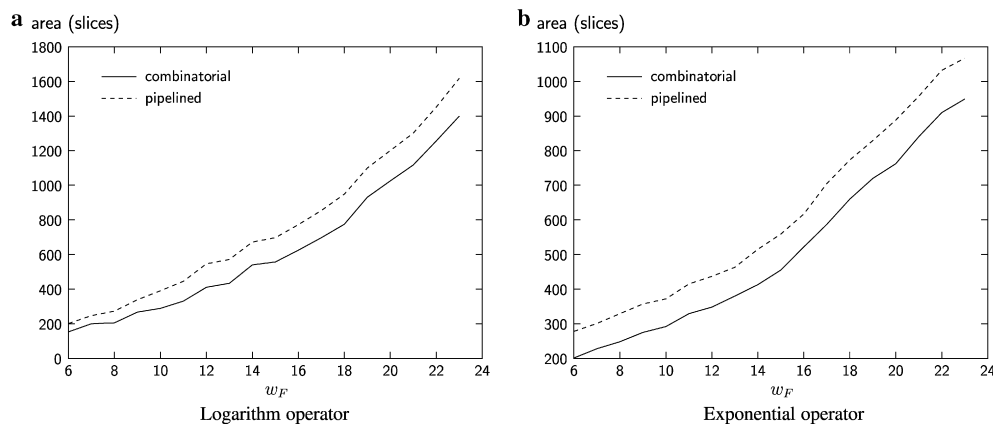 a area (slices)
1800
1600
1400
1200
1000
800
600
400
200
0
combinatorial
pipelined
6 8 10 12 14 16 18 20 22 24
w_F
Logarithm operator
b area (slices)
1100
1000
900
800
700
600
500
400
300
200
combinatorial
pipelined
6 8 10 12 14 16 18 20 22 24
w_F
Exponential operator